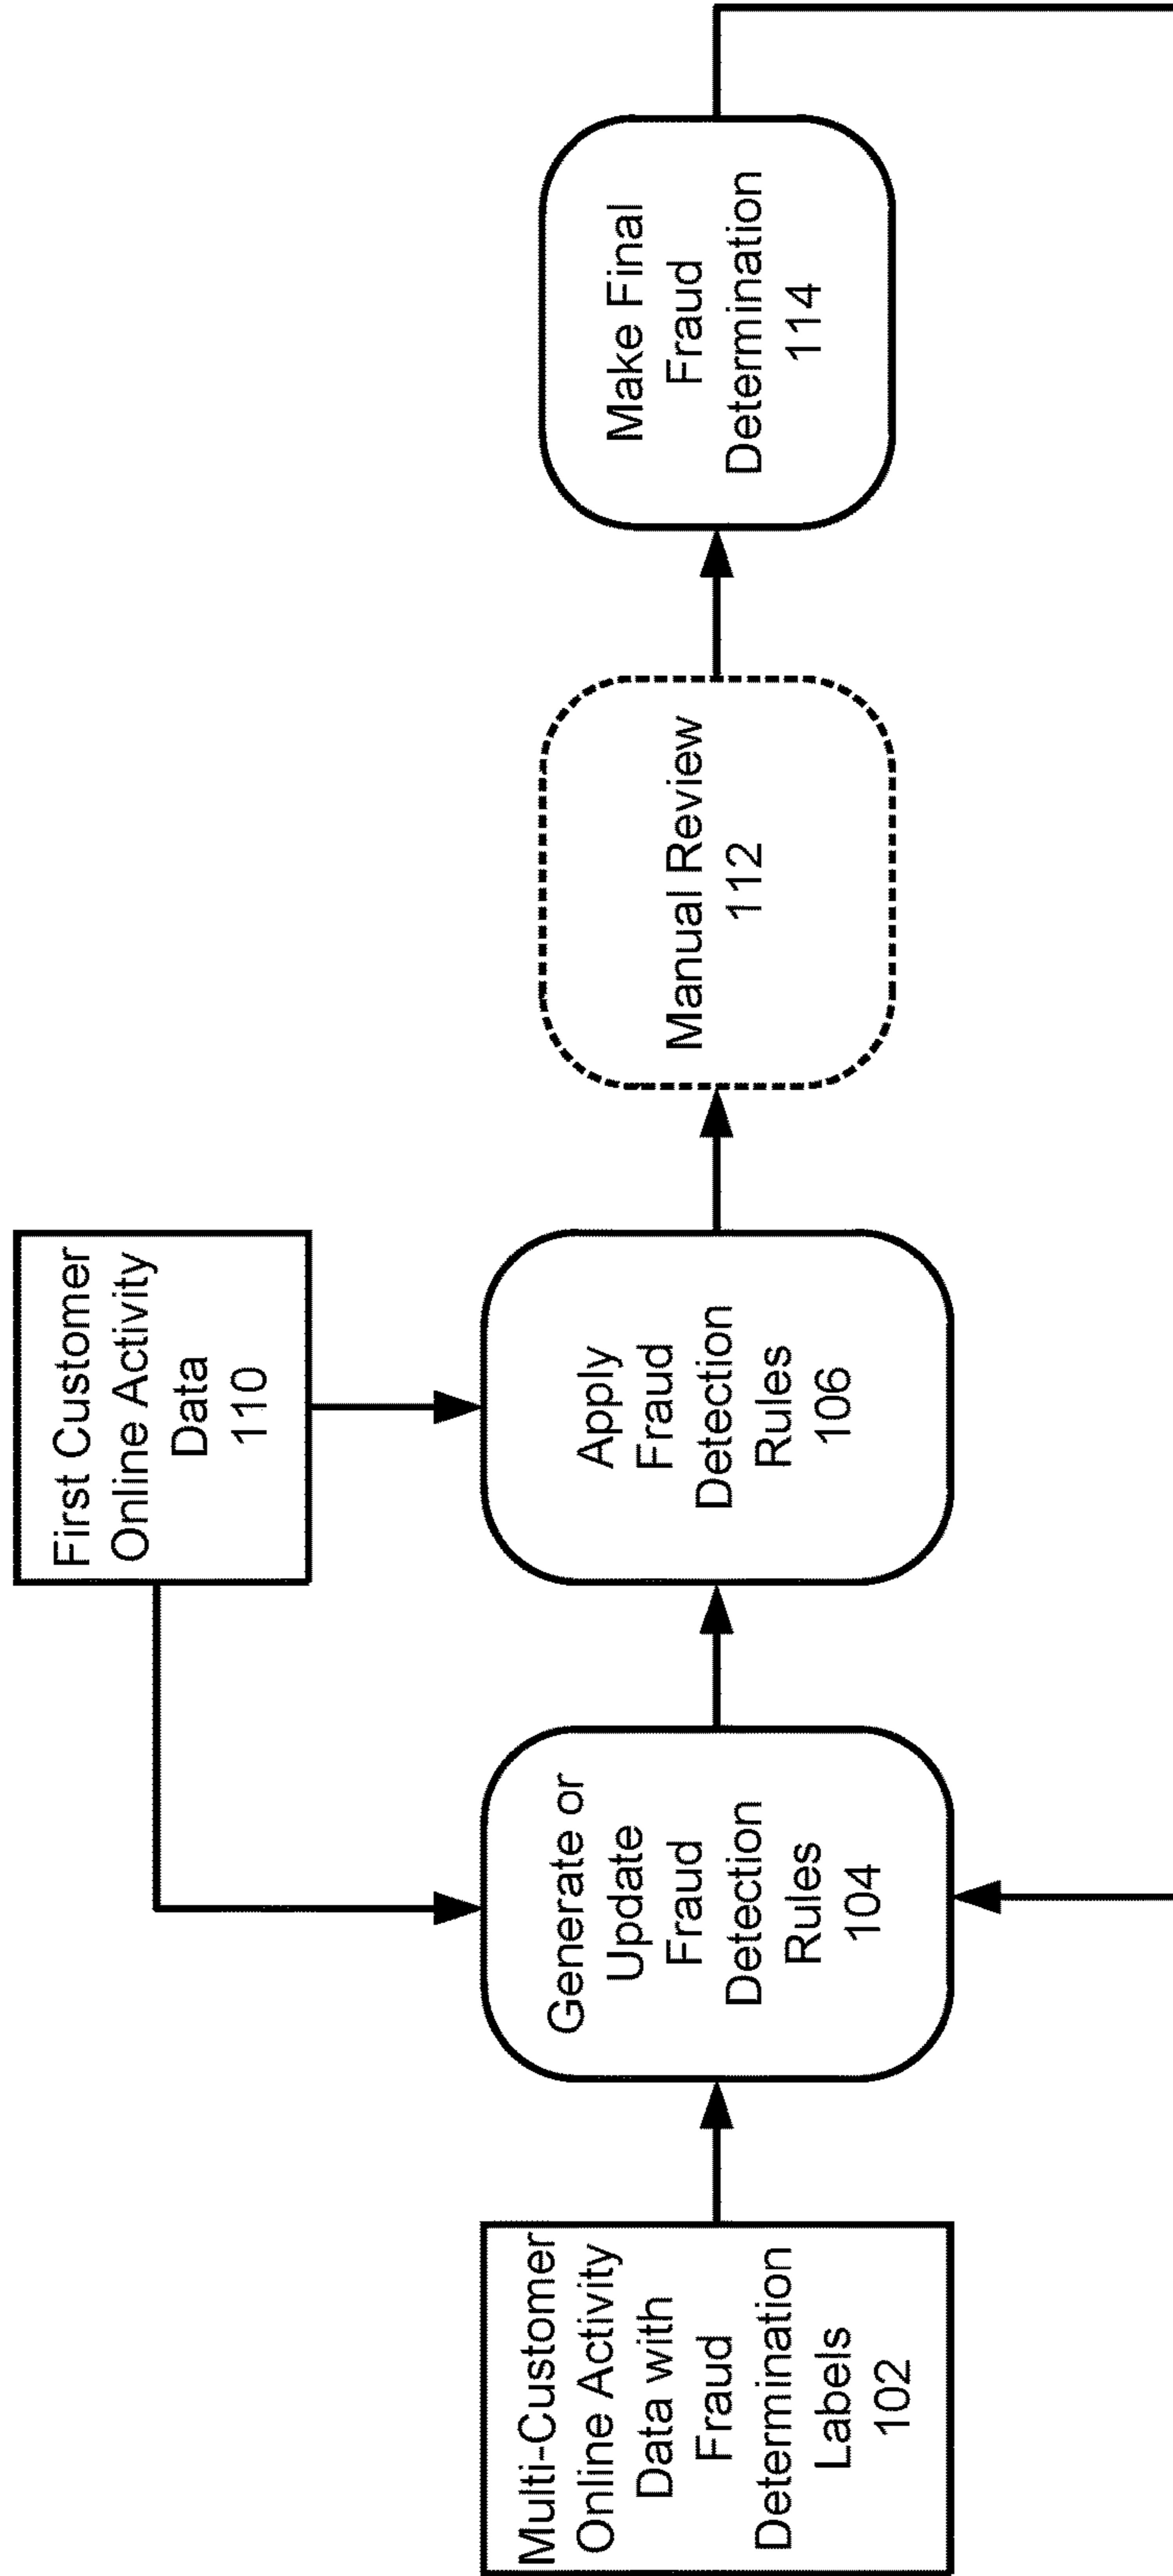 First Customer
Online Activity
Data
110
Multi-Customer
Online Activity
Data with
Fraud
Determination
Labels
102
Generate or
Update
Fraud
Detection
Rules
104
Apply
Fraud
Detection
Rules
106
Manual Review
112
Make Final
Fraud
Determination
114